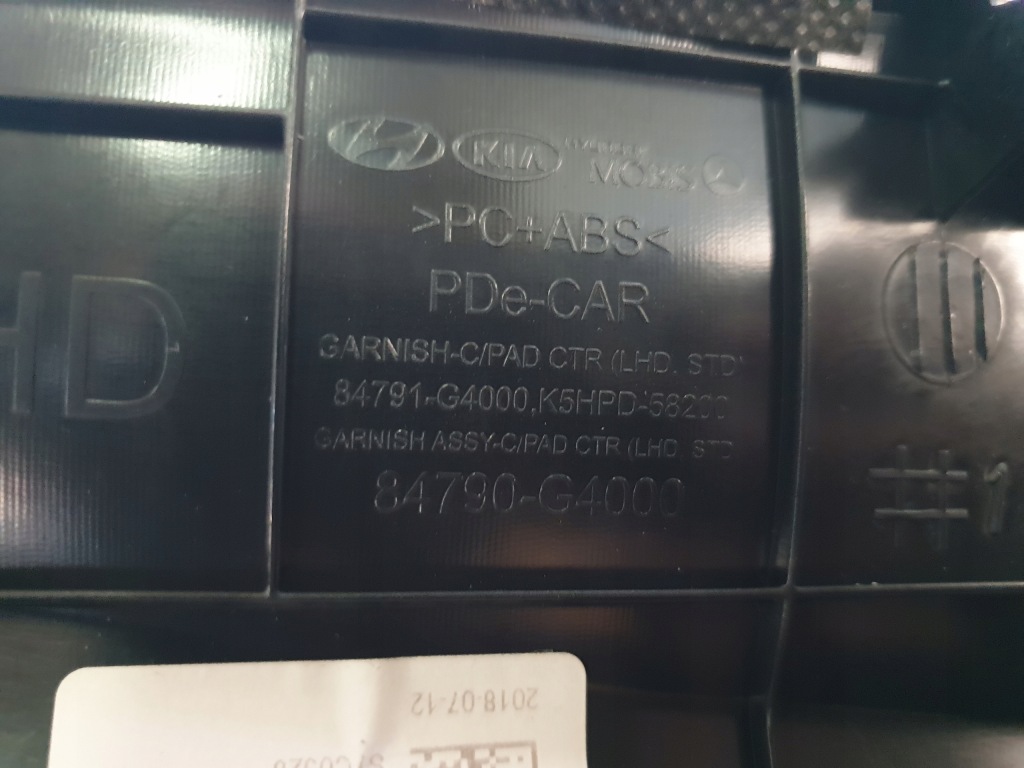 HD
KIA
MOBIS
>PC+ABS<
PDe-CAR
GARNISH-C/PAD CTR (LHD. STD)
84791-G4000,K5HPD-58200
GARNISH ASSY-C/PAD CTR (LHD. STD
84790-G4000
#1
2018-07-12